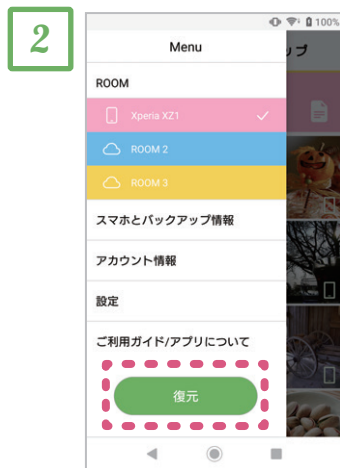 2
100%
Menu
ップ
ROOM
Xperia XZ1
ROOM 2
ROOM 3
スマホとバックアップ情報
アカウント情報
設定
ご利用ガイド/アプリについて
復元